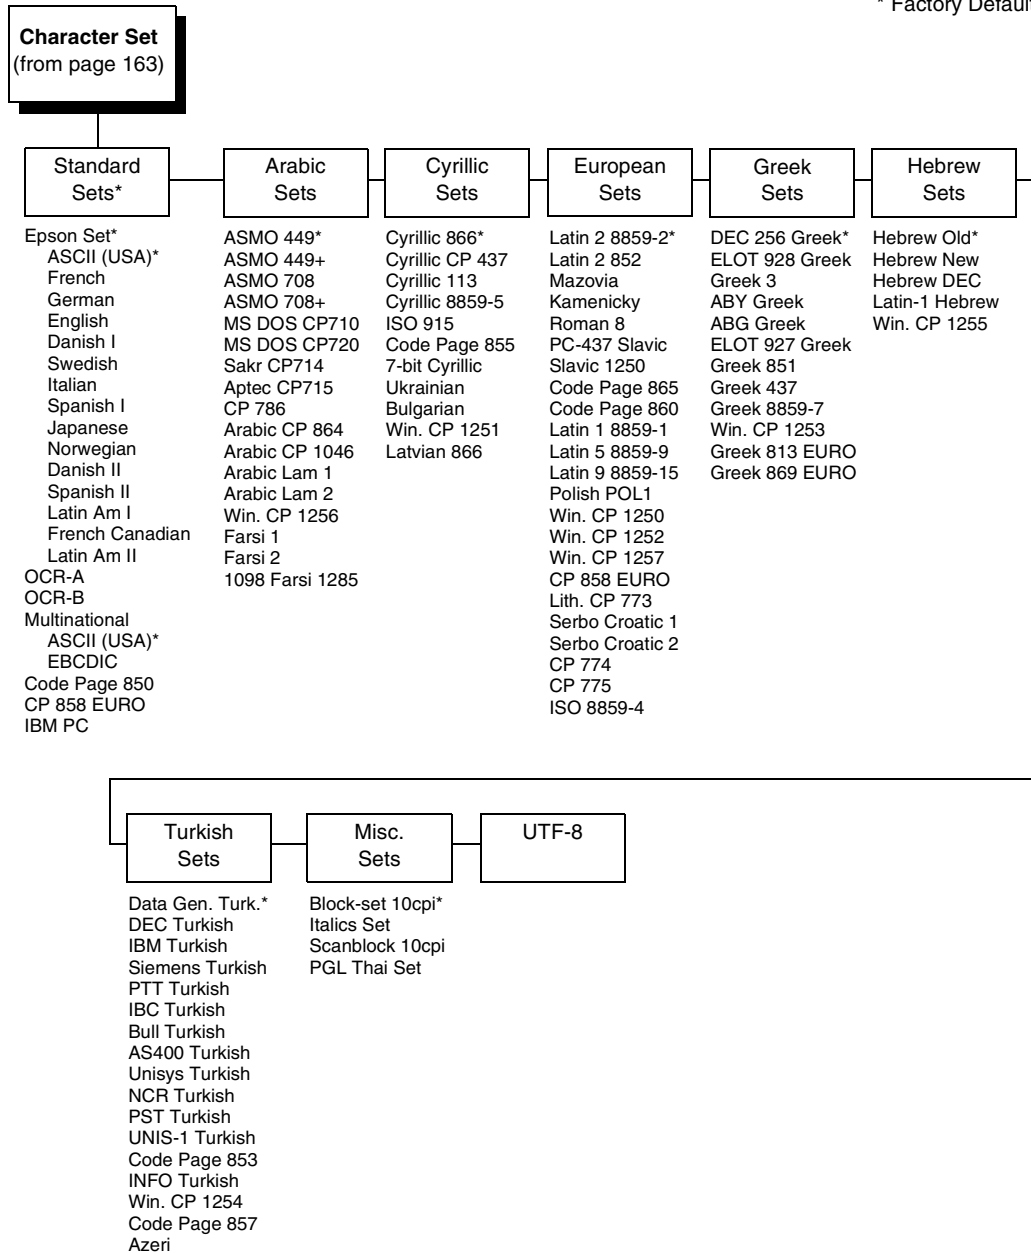 * Factory Default
Character Set
(from page 163)
Standard
Sets*
Epson Set*
ASCII (USA)*
French
German
English
Danish I
Swedish
Italian
Spanish I
Japanese
Norwegian
Danish II
Spanish II
Latin Am I
French Canadian
Latin Am II
OCR-A
OCR-B
Multinational
ASCII (USA)*
EBCDIC
Code Page 850
CP 858 EURO
IBM PC
Arabic
Sets
ASMO 449*
ASMO 449+
ASMO 708
ASMO 708+
MS DOS CP710
MS DOS CP720
Sakr CP714
Aptec CP715
CP 786
Arabic CP 864
Arabic CP 1046
Arabic Lam 1
Arabic Lam 2
Win. CP 1256
Farsi 1
Farsi 2
1098 Farsi 1285
Cyrillic
Sets
Cyrillic 866*
Cyrillic CP 437
Cyrillic 113
Cyrillic 8859-5
ISO 915
Code Page 855
7-bit Cyrillic
Ukrainian
Bulgarian
Win. CP 1251
Latvian 866
European
Sets
Latin 2 8859-2*
Latin 2 852
Mazovia
Kamenicky
Roman 8
PC-437 Slavic
Slavic 1250
Code Page 865
Code Page 860
Latin 1 8859-1
Latin 5 8859-9
Latin 9 8859-15
Polish POL1
Win. CP 1250
Win. CP 1252
Win. CP 1257
CP 858 EURO
Lith. CP 773
Serbo Croatic 1
Serbo Croatic 2
CP 774
CP 775
ISO 8859-4
Greek
Sets
DEC 256 Greek*
ELOT 928 Greek
Greek 3
ABY Greek
ABG Greek
ELOT 927 Greek
Greek 851
Greek 437
Greek 8859-7
Win. CP 1253
Greek 813 EURO
Greek 869 EURO
Hebrew
Sets
Hebrew Old*
Hebrew New
Hebrew DEC
Latin-1 Hebrew
Win. CP 1255
Turkish
Sets
Data Gen. Turk.*
DEC Turkish
IBM Turkish
Siemens Turkish
PTT Turkish
IBC Turkish
Bull Turkish
AS400 Turkish
Unisys Turkish
NCR Turkish
PST Turkish
UNIS-1 Turkish
Code Page 853
INFO Turkish
Win. CP 1254
Code Page 857
Azeri
Misc.
Sets
Block-set 10cpi*
Italics Set
Scanblock 10cpi
PGL Thai Set
UTF-8